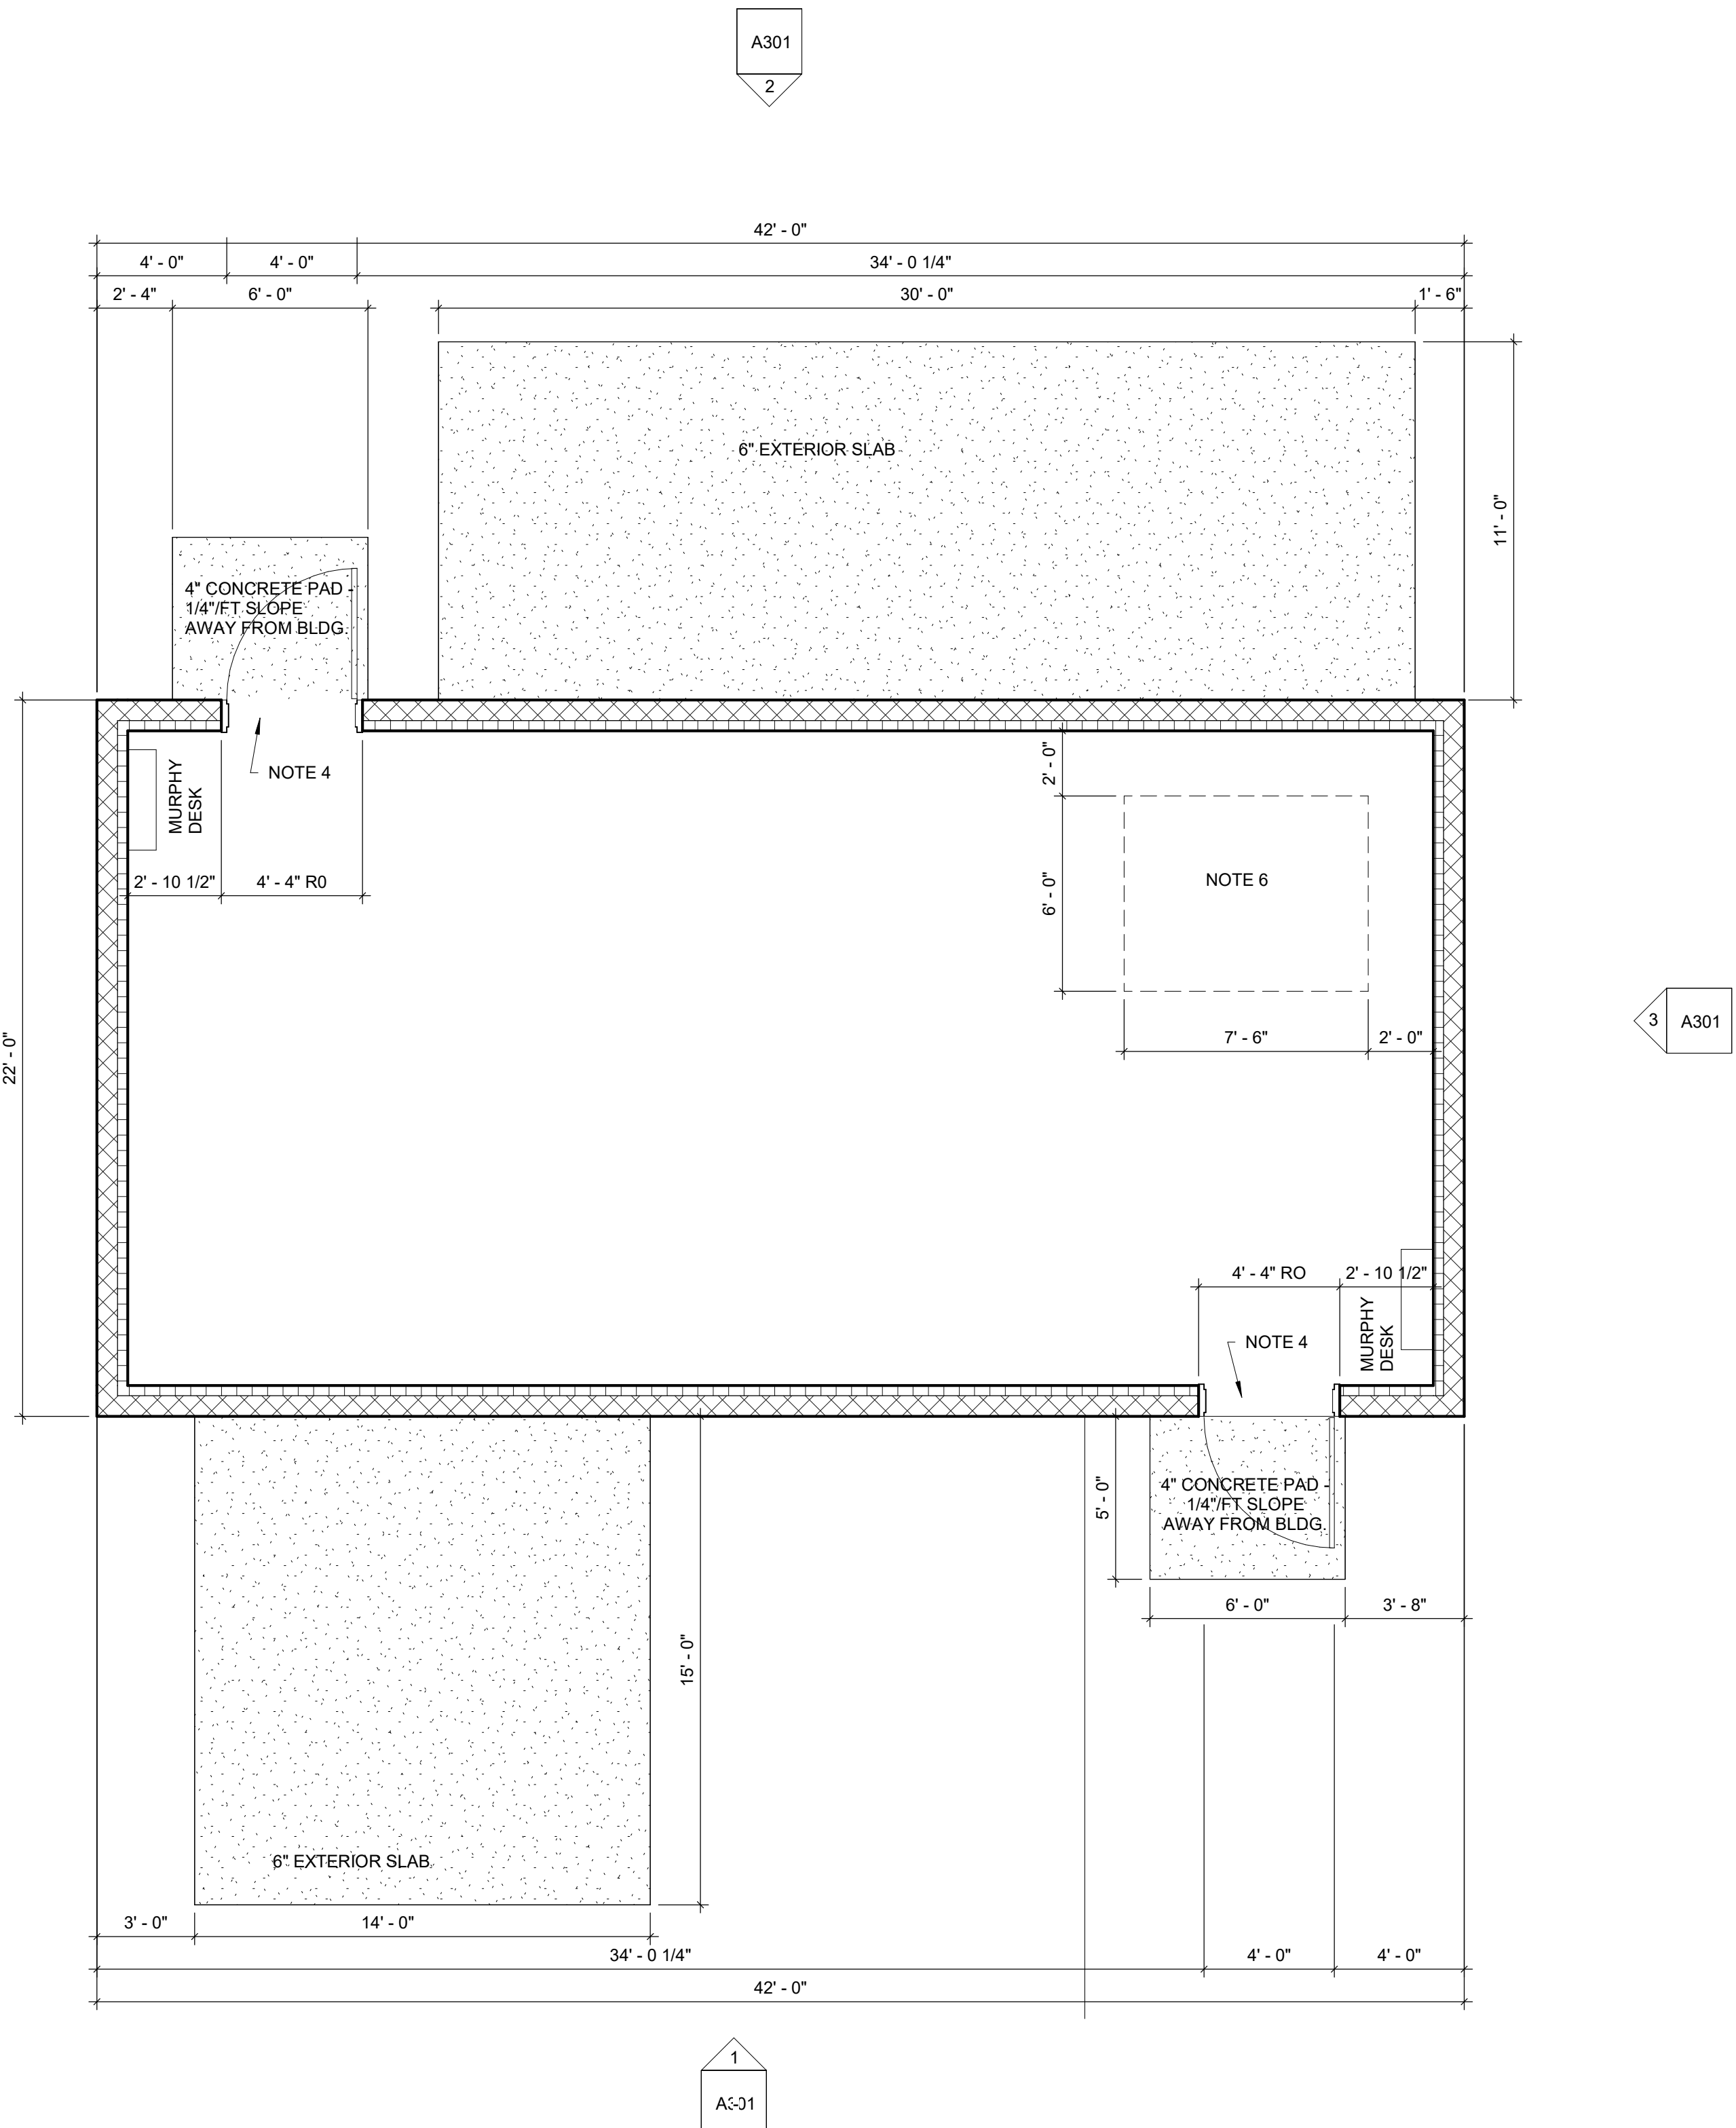 A301
2
42' - 0"
4' - 0"
4' - 0"
34' - 0 1/4"
2' - 4"
6' - 0"
30' - 0"
1' - 6"
6" EXTERIOR SLAB
11' - 0"
4" CONCRETE PAD -
1/4"/FT SLOPE
AWAY FROM BLDG.
NOTE 4
MURPHY
DESK
2' - 0"
2' - 10 1/2"
4' - 4" R0
6' - 0"
NOTE 6
22' - 0"
7' - 6"
2' - 0"
3
A301
4' - 4" RO
2' - 10 1/2"
NOTE 4
MURPHY
DESK
5' - 0"
4" CONCRETE PAD -
1/4"/FT SLOPE
AWAY FROM BLDG.
6' - 0"
3' - 8"
15' - 0"
6" EXTERIOR SLAB
3' - 0"
14' - 0"
34' - 0 1/4"
4' - 0"
4' - 0"
42' - 0"
1
A301